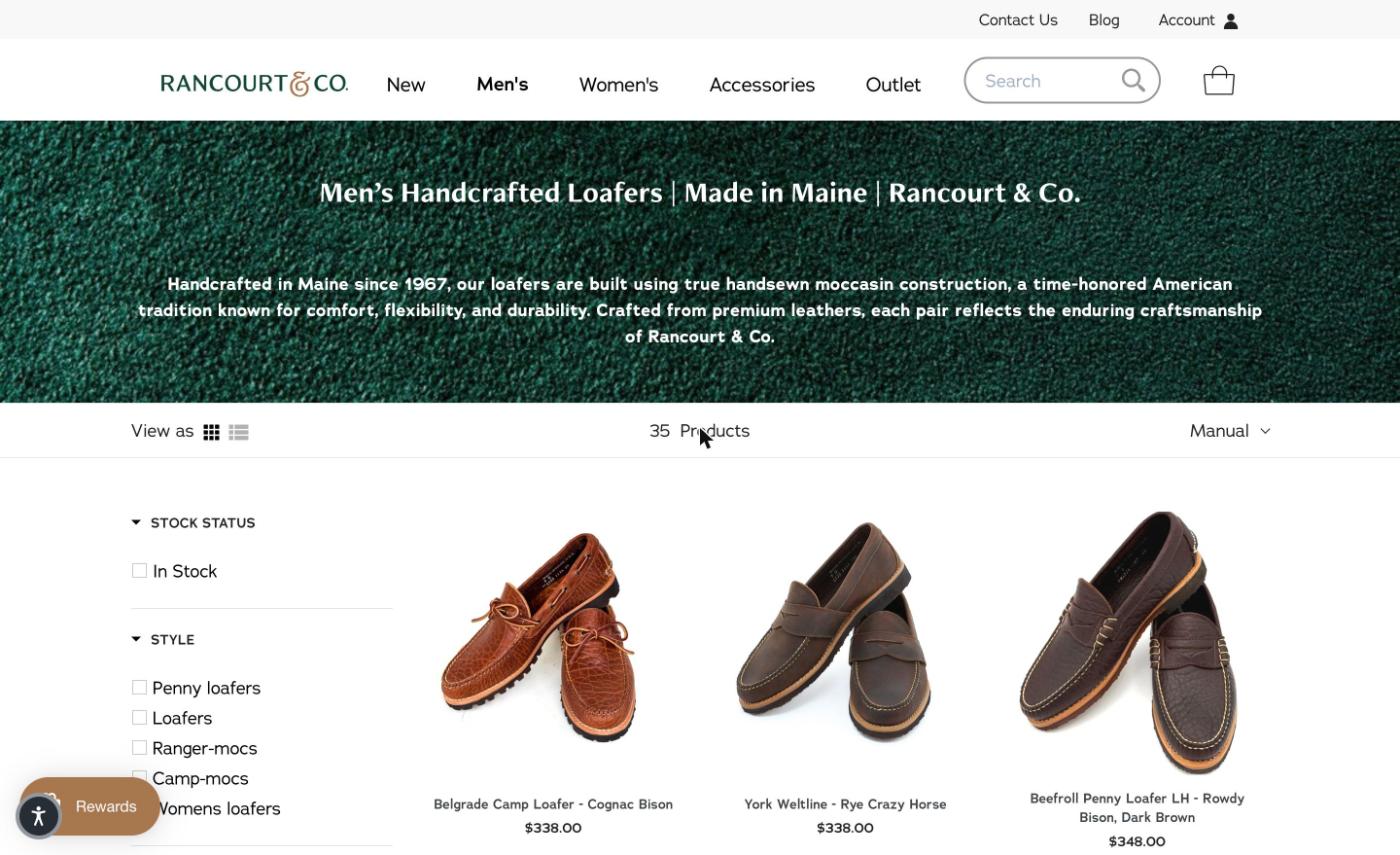 Contact Us Blog Account
RANCOURT & CO. New Men's Women's Accessories Outlet Search
Men’s Handcrafted Loafers | Made in Maine | Rancourt & Co.
Handcrafted in Maine since 1967, our loafers are built using true handsewn moccasin construction, a time-honored American
tradition known for comfort, flexibility, and durability. Crafted from premium leathers, each pair reflects the enduring craftsmanship
of Rancourt & Co.
View as 35 Products Manual
STOCK STATUS
In Stock
STYLE
Penny loafers
Loafers
Ranger-mocs
Camp-mocs
Womens loafers
Rewards
Belgrade Camp Loafer - Cognac Bison
$338.00
York Weltline - Rye Crazy Horse
$338.00
Beefroll Penny Loafer LH - Rowdy
Bison, Dark Brown
$348.00